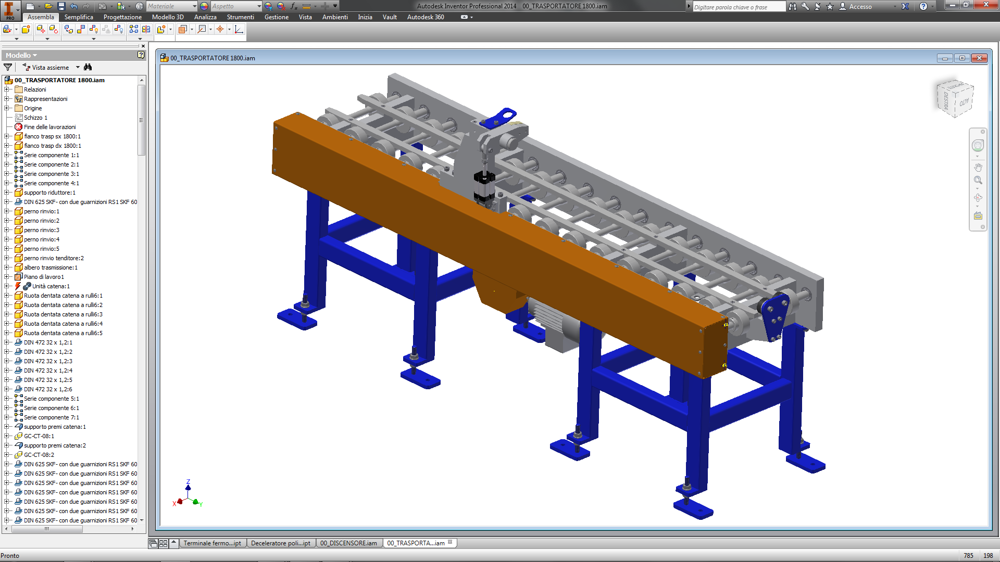 PRO
Materiale
Aspetto
Autodesk Inventor Professional 2014 00_TRASPORTATORE 1800.iam
Digitare parola chiave o frase
Accesso
Assembla Semplifica Progettazione Modello 3D Analizza Strumenti Gestione Vista Ambienti Inizia Vault Autodesk 360
Modello
Vista assieme
00_TRASPORTATORE 1800.iam
Relazioni
Rappresentazioni
Origine
Schizzo 1
Fine delle lavorazioni
fianco trasp sx 1800:1
fianco trasp dx 1800:1
Serie componente 1:1
Serie componente 2:1
Serie componente 3:1
Serie componente 4:1
supporto riduttore:1
DIN 625 SKF- con due guarnizioni RS1 SKF 60
perno rinvio:1
perno rinvio:2
perno rinvio:3
perno rinvio:4
perno rinvio:5
perno rinvio tenditore:2
albero trasmissione:1
Piano di lavoro1
Unità catena:1
Ruota dentata catena a rulli6:1
Ruota dentata catena a rulli6:2
Ruota dentata catena a rulli6:3
Ruota dentata catena a rulli6:4
Ruota dentata catena a rulli6:5
DIN 472 32 x 1,2:1
DIN 472 32 x 1,2:2
DIN 472 32 x 1,2:3
DIN 472 32 x 1,2:4
DIN 472 32 x 1,2:5
DIN 472 32 x 1,2:6
Serie componente 5:1
Serie componente 6:1
Serie componente 7:1
supporto premi catena:1
GC-CT-08:1
supporto premi catena:2
GC-CT-08:2
DIN 625 SKF- con due guarnizioni RS1 SKF 60
DIN 625 SKF- con due guarnizioni RS1 SKF 60
DIN 625 SKF- con due guarnizioni RS1 SKF 60
DIN 625 SKF- con due guarnizioni RS1 SKF 60
DIN 625 SKF- con due guarnizioni RS1 SKF 60
DIN 625 SKF- con due guarnizioni RS1 SKF 60
DIN 625 SKF- con due guarnizioni RS1 SKF 60
00_TRASPORTATORE 1800.iam
DESTRA
ALTO
Z
X
Y
Terminale fermo...ipt
Deceleratore poli...ipt
00_DISCENSORE.iam
00_TRASPORTA...iam
Pronto
785 198